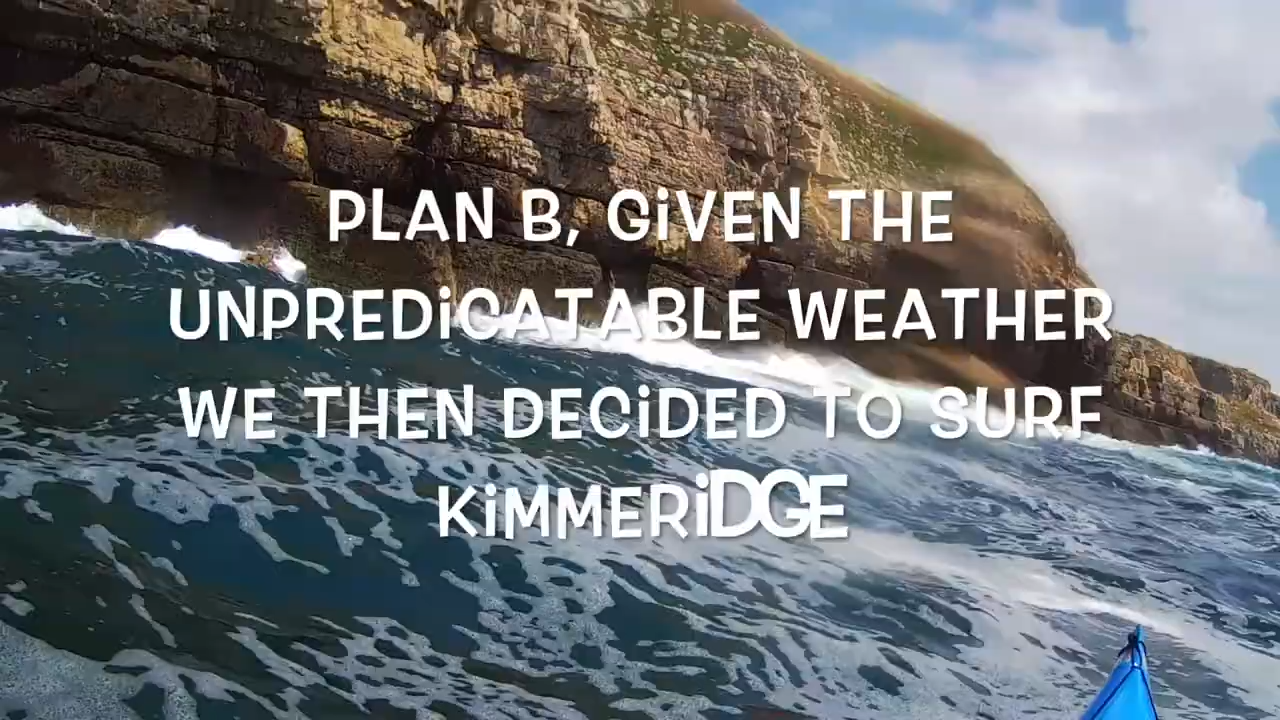 PLAN B, GiVEN THE
UNPREDiCATABLE WEATHER
WE THEN DECiDED TO SURF
KiMMERiDGE